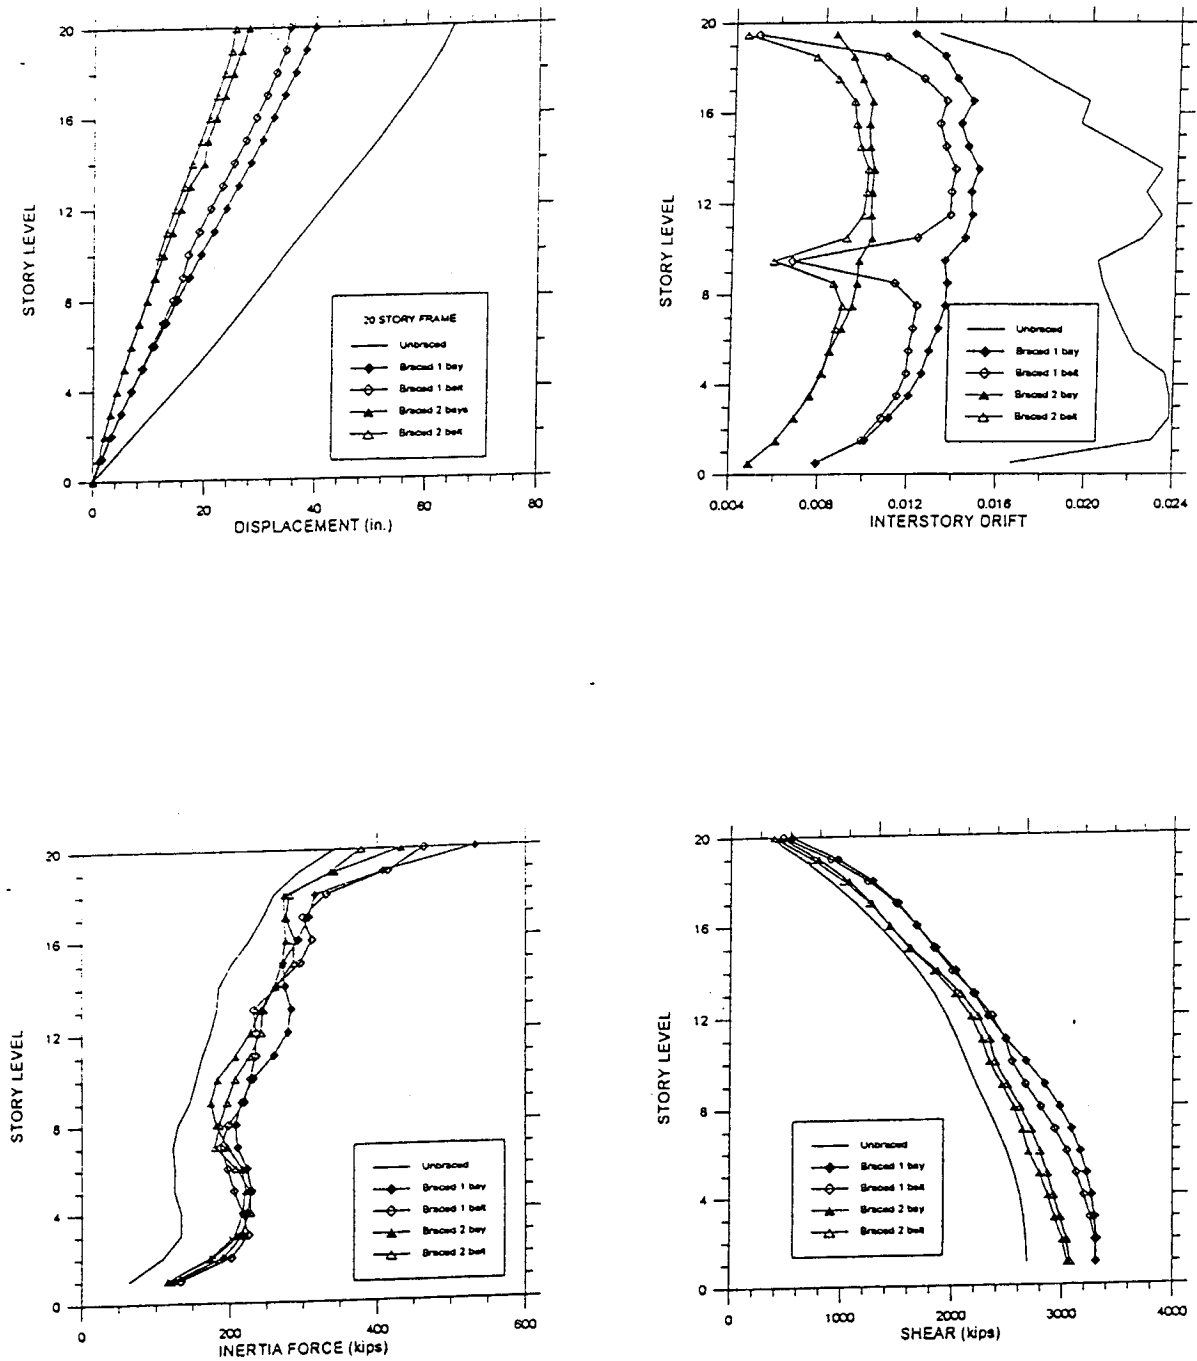 20
16
12
8
4
0
STORY LEVEL
20 STORY FRAME
Unbraced
Braced 1 bay
Braced 1 belt
Braced 2 bays
Braced 2 belt
0
20
40
60
80
DISPLACEMENT (in.)
20
16
12
8
4
0
STORY LEVEL
Unbraced
Braced 1 bay
Braced 1 belt
Braced 2 bay
Braced 2 belt
0.004
0.008
0.012
0.016
0.020
0.024
INTERSTORY DRIFT
20
16
12
8
4
0
STORY LEVEL
Unbraced
Braced 1 bay
Braced 1 belt
Braced 2 bay
Braced 2 belt
0
200
400
600
INERTIA FORCE (kips)
20
16
12
8
4
0
STORY LEVEL
Unbraced
Braced 1 bay
Braced 1 belt
Braced 2 bay
Braced 2 belt
0
1000
2000
3000
4000
SHEAR (kips)